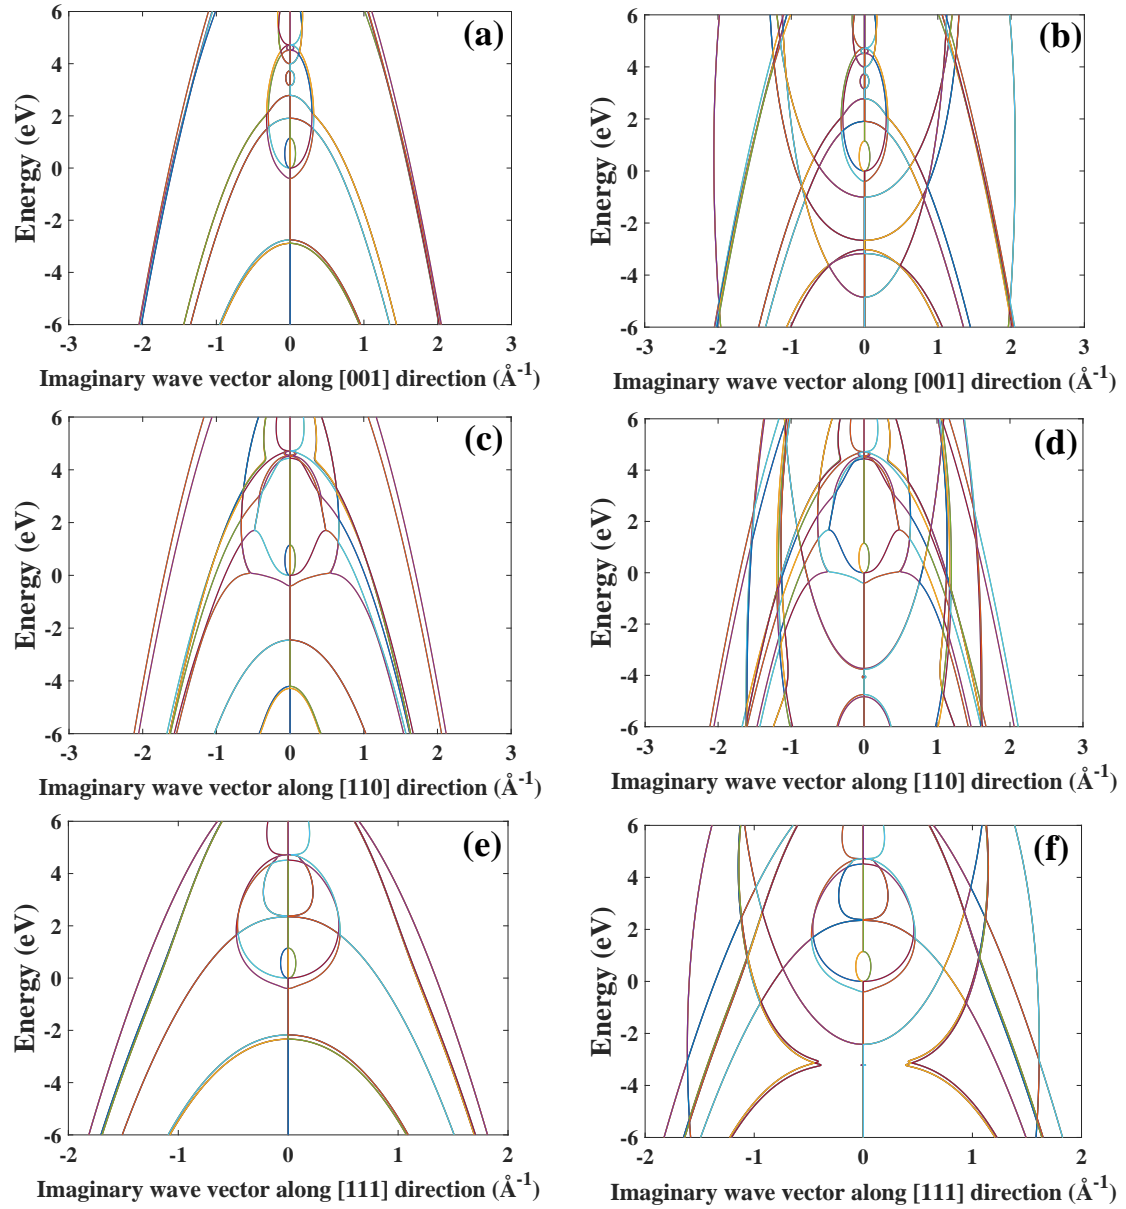 (a)
Energy (eV)
6
4
2
0
-2
-4
-6
-3 -2 -1 0 1 2 3
Imaginary wave vector along [001] direction (Å-1)
(b)
Energy (eV)
6
4
2
0
-2
-4
-6
-3 -2 -1 0 1 2 3
Imaginary wave vector along [001] direction (Å-1)
(c)
Energy (eV)
6
4
2
0
-2
-4
-6
-3 -2 -1 0 1 2 3
Imaginary wave vector along [110] direction (Å-1)
(d)
Energy (eV)
6
4
2
0
-2
-4
-6
-3 -2 -1 0 1 2 3
Imaginary wave vector along [110] direction (Å-1)
(e)
Energy (eV)
6
4
2
0
-2
-4
-6
-2 -1 0 1 2
Imaginary wave vector along [111] direction (Å-1)
(f)
Energy (eV)
6
4
2
0
-2
-4
-6
-2 -1 0 1 2
Imaginary wave vector along [111] direction (Å-1)